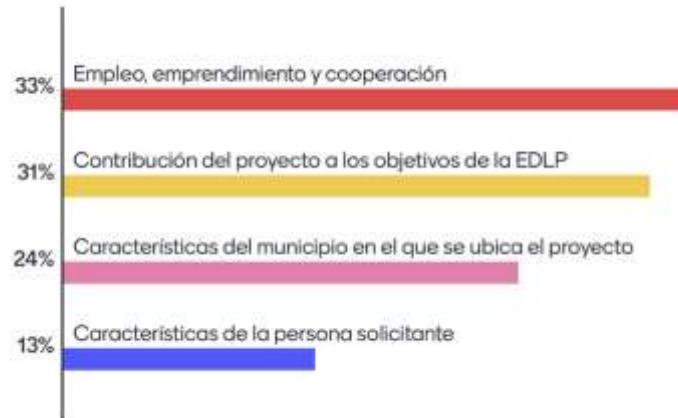 Empleo, emprendimiento y cooperación
33%
Contribución del proyecto a los objetivos de la EDLP
31%
Características del municipio en el que se ubica el proyecto
24%
Características de la persona solicitante
13%